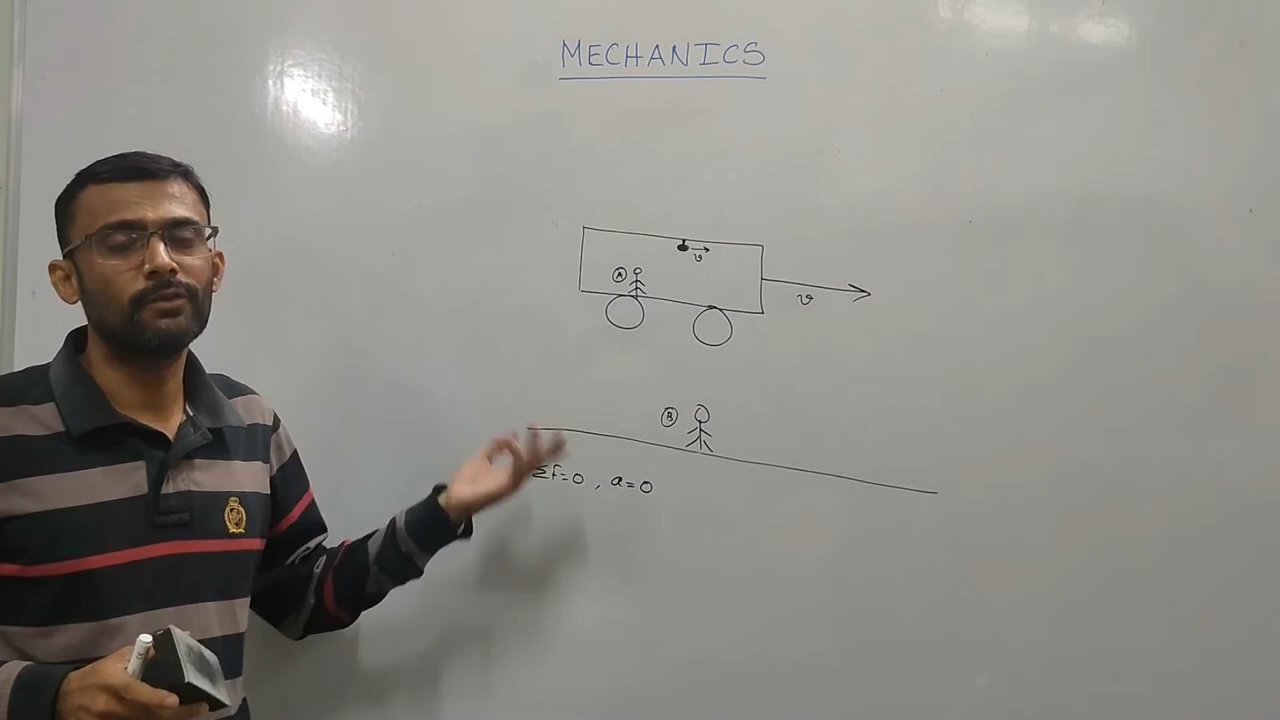 MECHANICS
v
A
v
B
ΣF=0, a=0